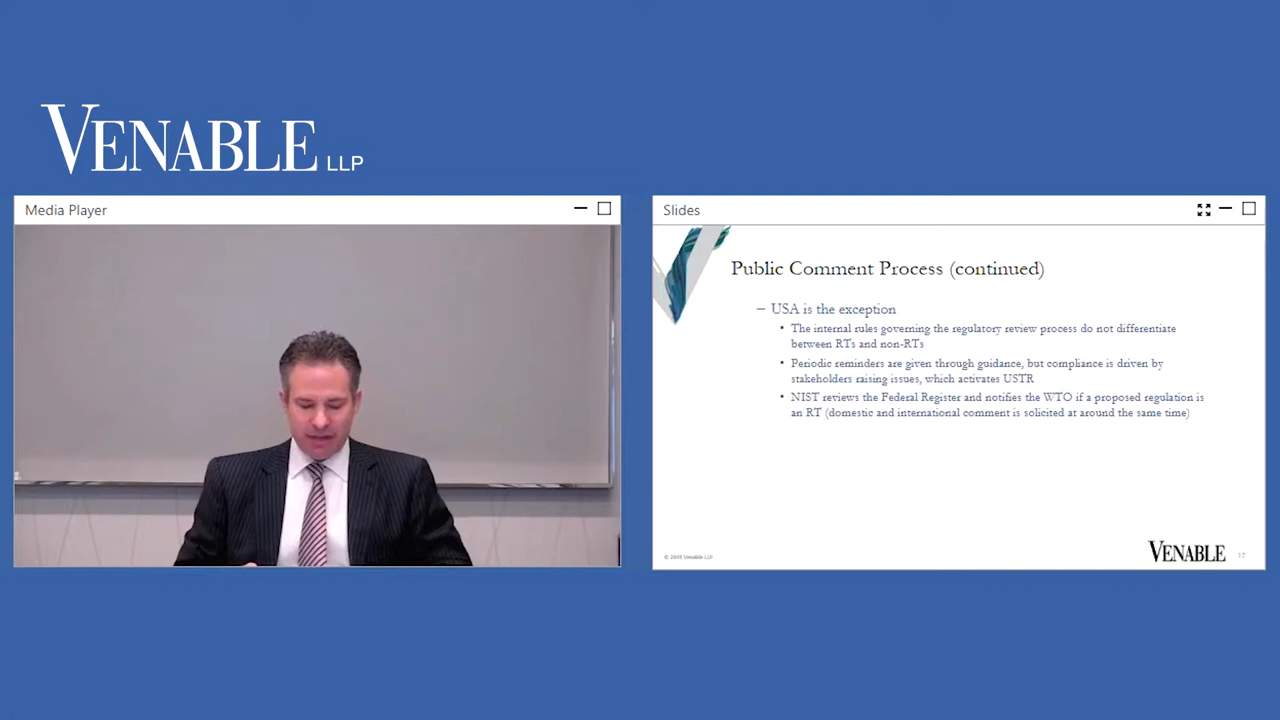 VENABLE LLP
Media Player
Slides
Public Comment Process (continued)
– USA is the exception
• The internal rules governing the regulatory review process do not differentiate
between RTs and non-RTs
• Periodic reminders are given through guidance, but compliance is driven by
stakeholders raising issues, which activates USTR
• NIST reviews the Federal Register and notifies the WTO if a proposed regulation is
an RT (domestic and international comment is solicited at around the same time)
Venable LLP
VENABLE
17